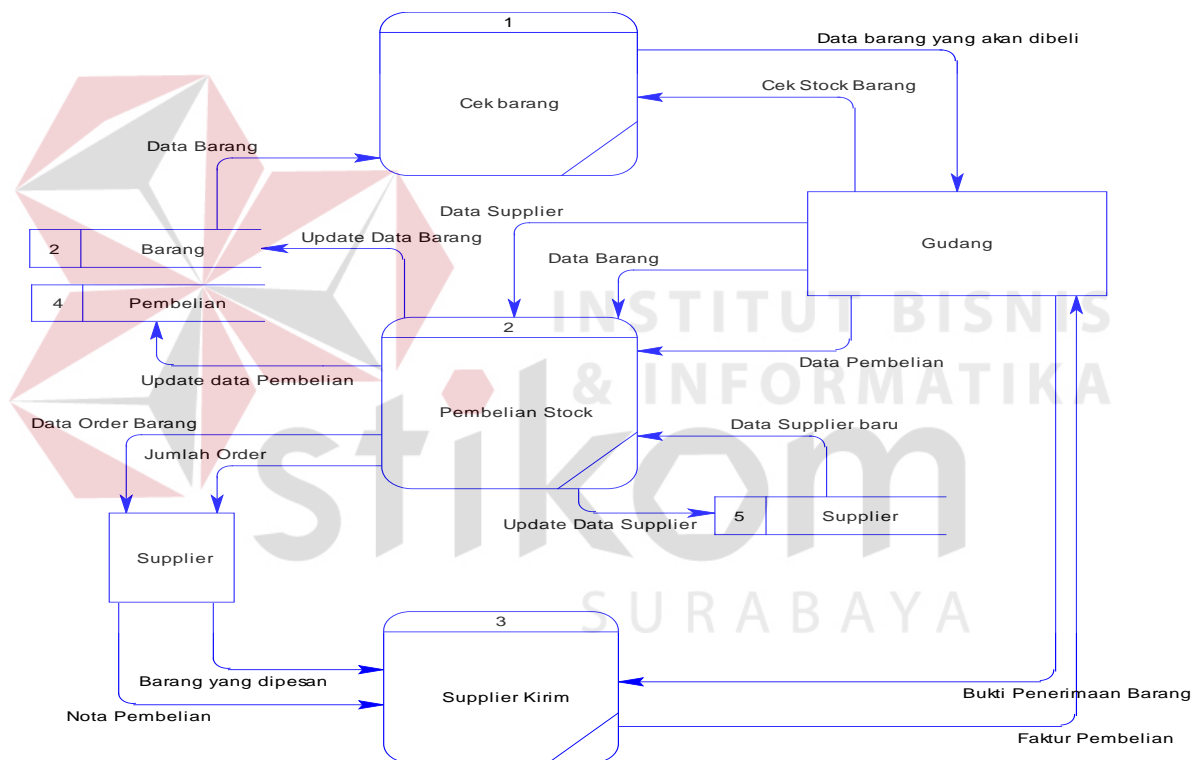 1
Data barang yang akan dibeli
Cek Stock Barang
Cek barang
Data Barang
Data Supplier
2
Barang
Update Data Barang
Gudang
Data Barang
4
Pembelian
INSTITUT BISNIS
2
Data Pembelian
Update data Pembelian
& INFORMATIKA
Pembelian Stock
Data Order Barang
Data Supplier baru
Jumlah Order
stikom
Update Data Supplier
5
Supplier
Supplier
SURABAYA
3
Barang yang dipesan
Supplier Kirim
Bukti Penerimaan Barang
Nota Pembelian
Faktur Pembelian